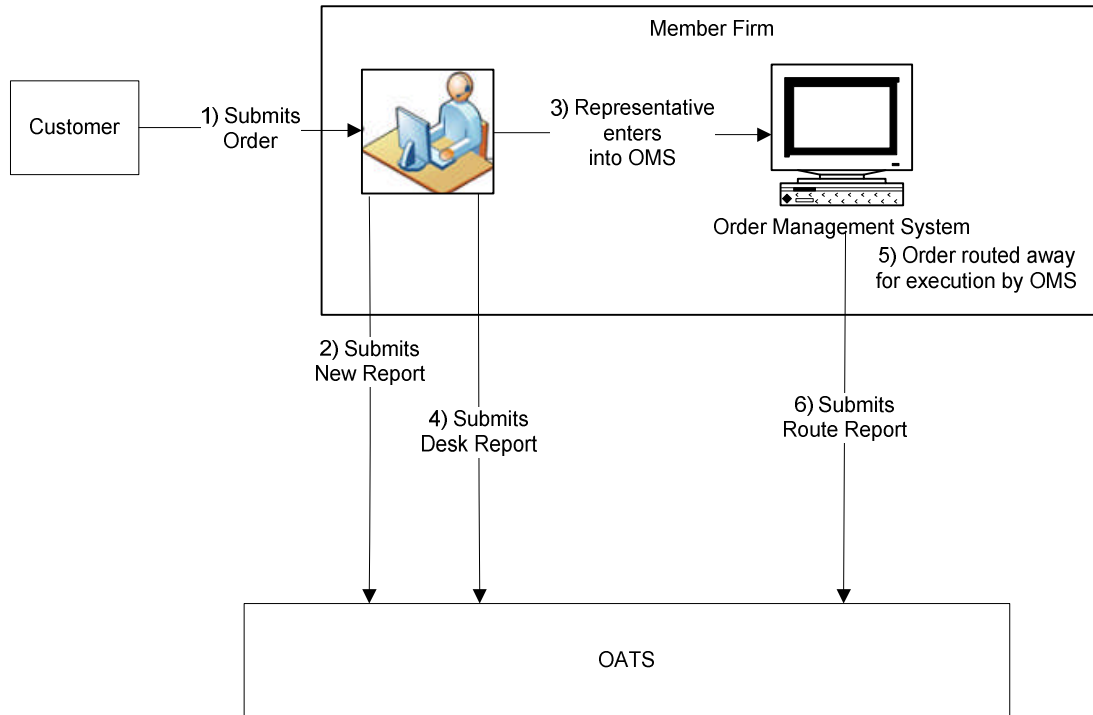 Member Firm
Customer
1) Submits
Order
3) Representative
enters
into OMS
Order Management System
5) Order routed away
for execution by OMS
2) Submits
New Report
4) Submits
Desk Report
6) Submits
Route Report
OATS